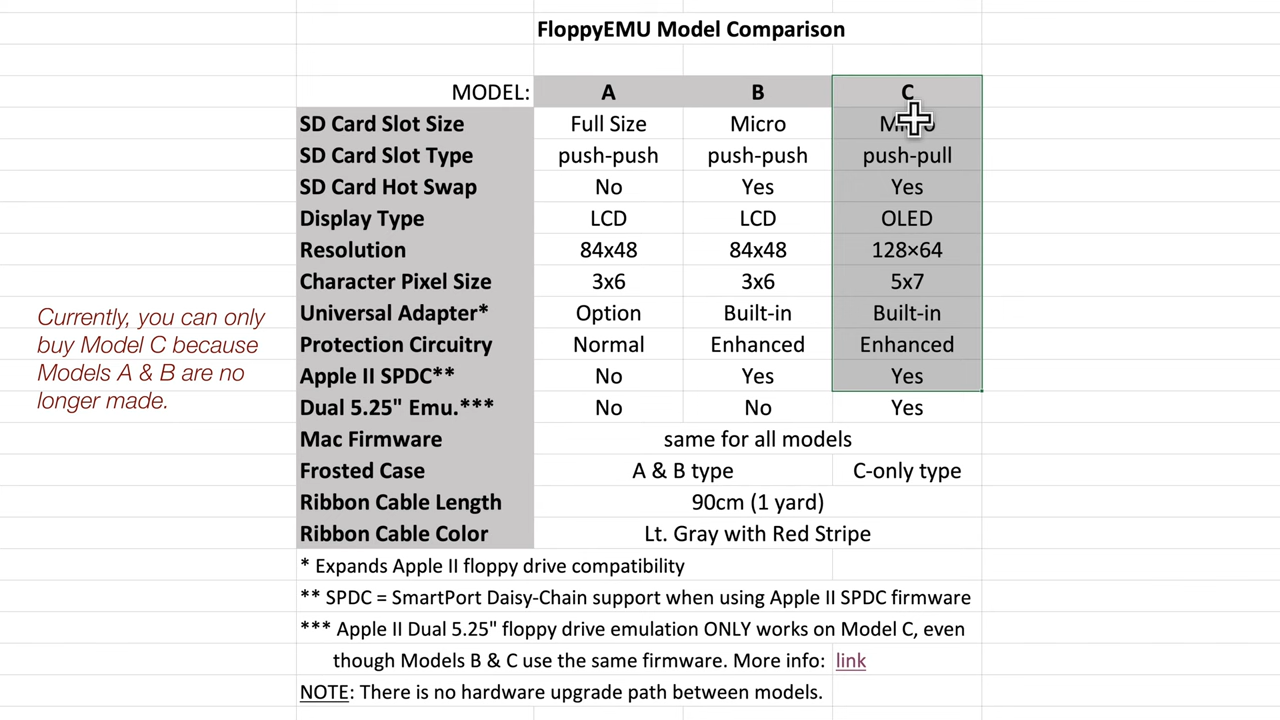 FloppyEMU Model Comparison
MODEL: A B C
SD Card Slot Size Full Size Micro Micro
SD Card Slot Type push-push push-push push-pull
SD Card Hot Swap No Yes Yes
Display Type LCD LCD OLED
Resolution 84x48 84x48 128×64
Character Pixel Size 3x6 3x6 5x7
Universal Adapter* Option Built-in Built-in
Protection Circuitry Normal Enhanced Enhanced
Apple II SPDC** No Yes Yes
Dual 5.25" Emu.*** No No Yes
Mac Firmware same for all models
Frosted Case A & B type C-only type
Ribbon Cable Length 90cm (1 yard)
Ribbon Cable Color Lt. Gray with Red Stripe
* Expands Apple II floppy drive compatibility
** SPDC = SmartPort Daisy-Chain support when using Apple II SPDC firmware
*** Apple II Dual 5.25" floppy drive emulation ONLY works on Model C, even
though Models B & C use the same firmware. More info: link
NOTE: There is no hardware upgrade path between models.
Currently, you can only
buy Model C because
Models A & B are no
longer made.